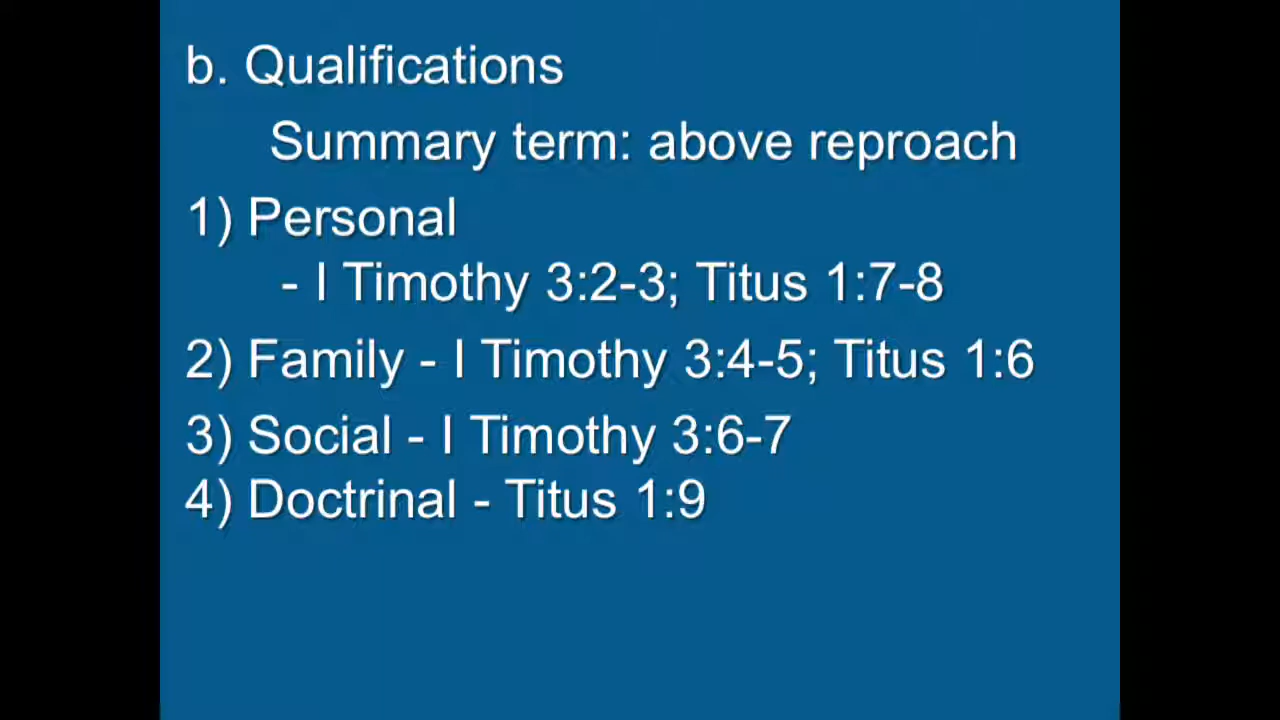 b. Qualifications
Summary term: above reproach
1) Personal
- I Timothy 3:2-3; Titus 1:7-8
2) Family - I Timothy 3:4-5; Titus 1:6
3) Social - I Timothy 3:6-7
4) Doctrinal - Titus 1:9